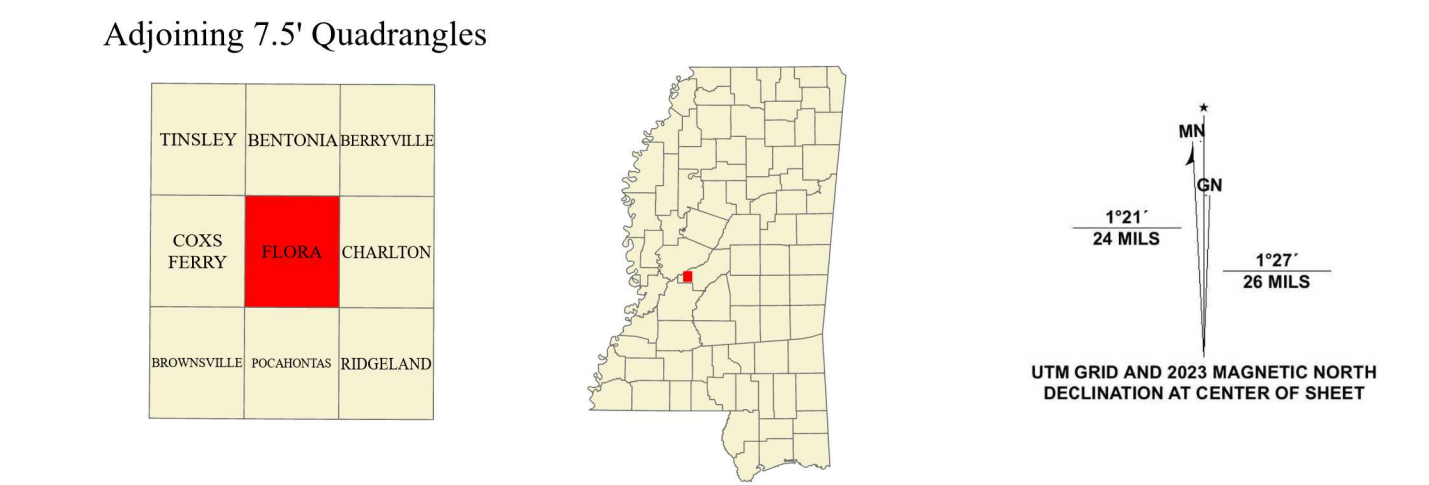 Adjoining 7.5' Quadrangles
TINSLEY
BENTONIA
BERRYVILLE
COXS
FERRY
FLORA
CHARLTON
BROWNSVILLE
POCAHONTAS
RIDGELAND
MN
GN
1°21´
24 MILS
1°27´
26 MILS
UTM GRID AND 2023 MAGNETIC NORTH
DECLINATION AT CENTER OF SHEET